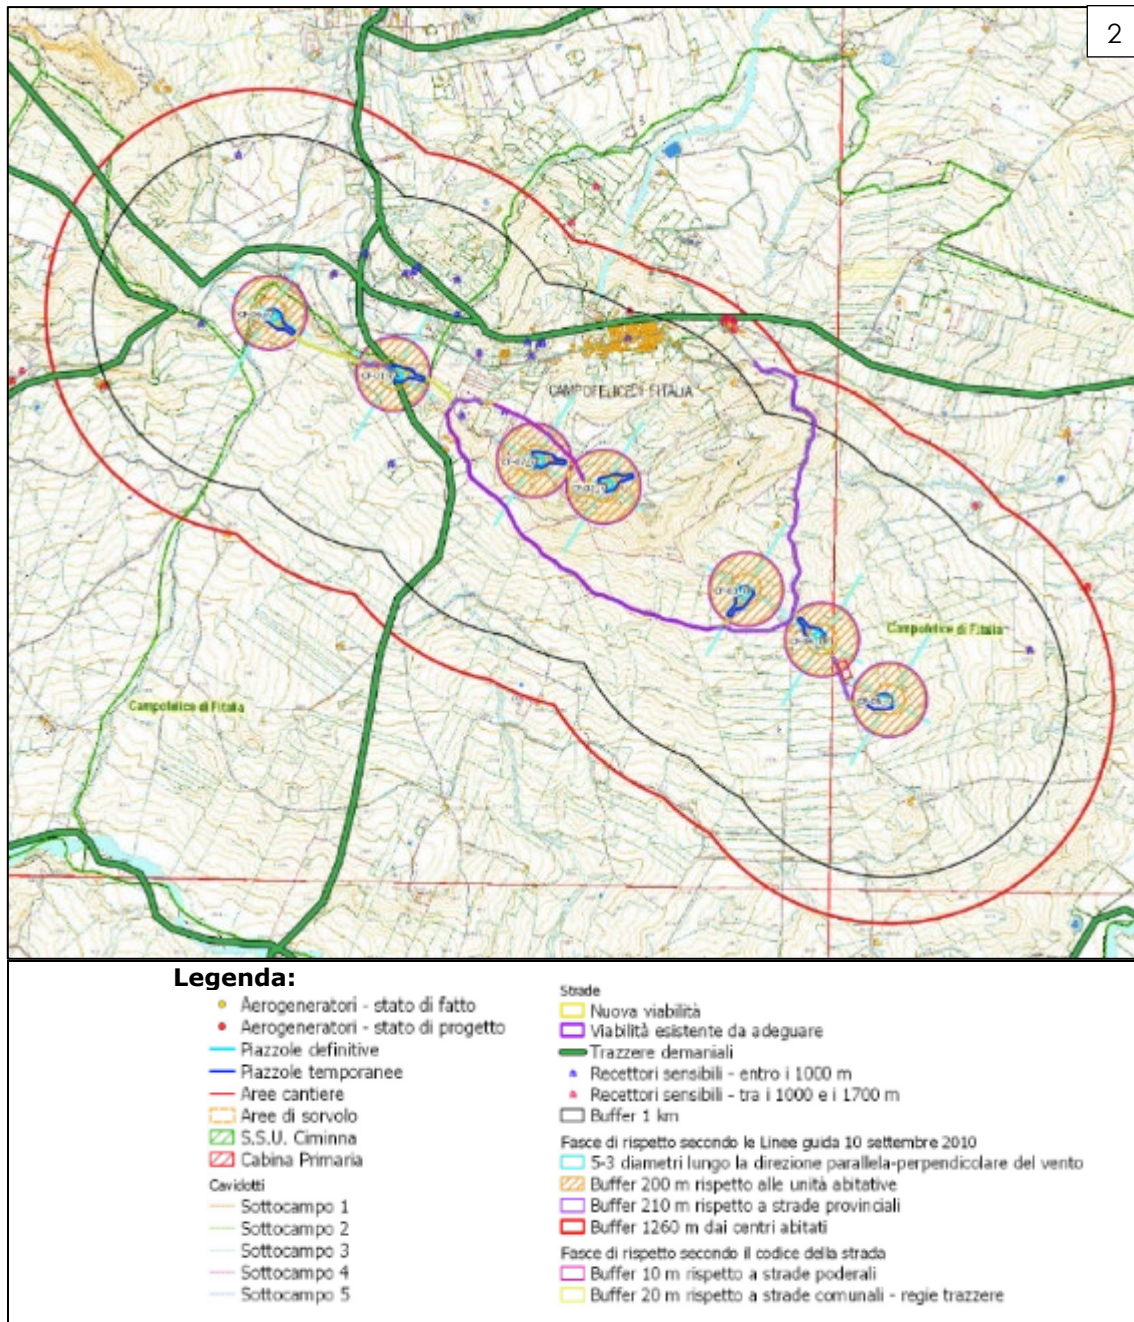 2
CAMPOFELICE DI FITALIA
Campofelice di Fitalia
Campofelice di Fitalia
Legenda:
Aerogeneratori - stato di fatto
Aerogeneratori - stato di progetto
Piazzole definitive
Piazzole temporanee
Aree cantiere
Aree di sorvolo
S.S.U. Ciminna
Cabina Primaria
Cavidotti
Sottocampo 1
Sottocampo 2
Sottocampo 3
Sottocampo 4
Sottocampo 5
Strade
Nuova viabilità
Viabilità esistente da adeguare
Trazzere demaniali
Recettori sensibili - entro i 1000 m
Recettori sensibili - tra i 1000 e i 1700 m
Buffer 1 km
Fasce di rispetto secondo le Linee guida 10 settembre 2010
5-3 diametri lungo la direzione parallela-perpendicolare del vento
Buffer 200 m rispetto alle unità abitative
Buffer 210 m rispetto a strade provinciali
Buffer 1260 m dai centri abitati
Fasce di rispetto secondo il codice della strada
Buffer 10 m rispetto a strade poderali
Buffer 20 m rispetto a strade comunali - regie trazzere